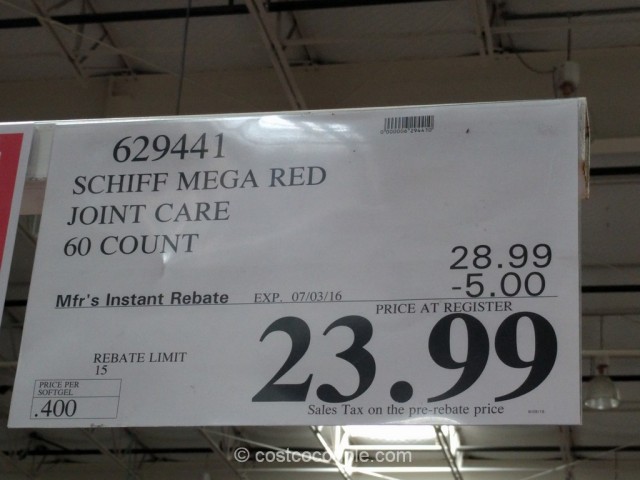 629441
SCHIFF MEGA RED
JOINT CARE
60 COUNT
28.99
-5.00
Mfr's Instant Rebate EXP. 07/03/16
PRICE AT REGISTER
23.99
REBATE LIMIT
15
PRICE PER
SOFTGEL
.400
Sales Tax on the pre-rebate price
© costcocouple.com